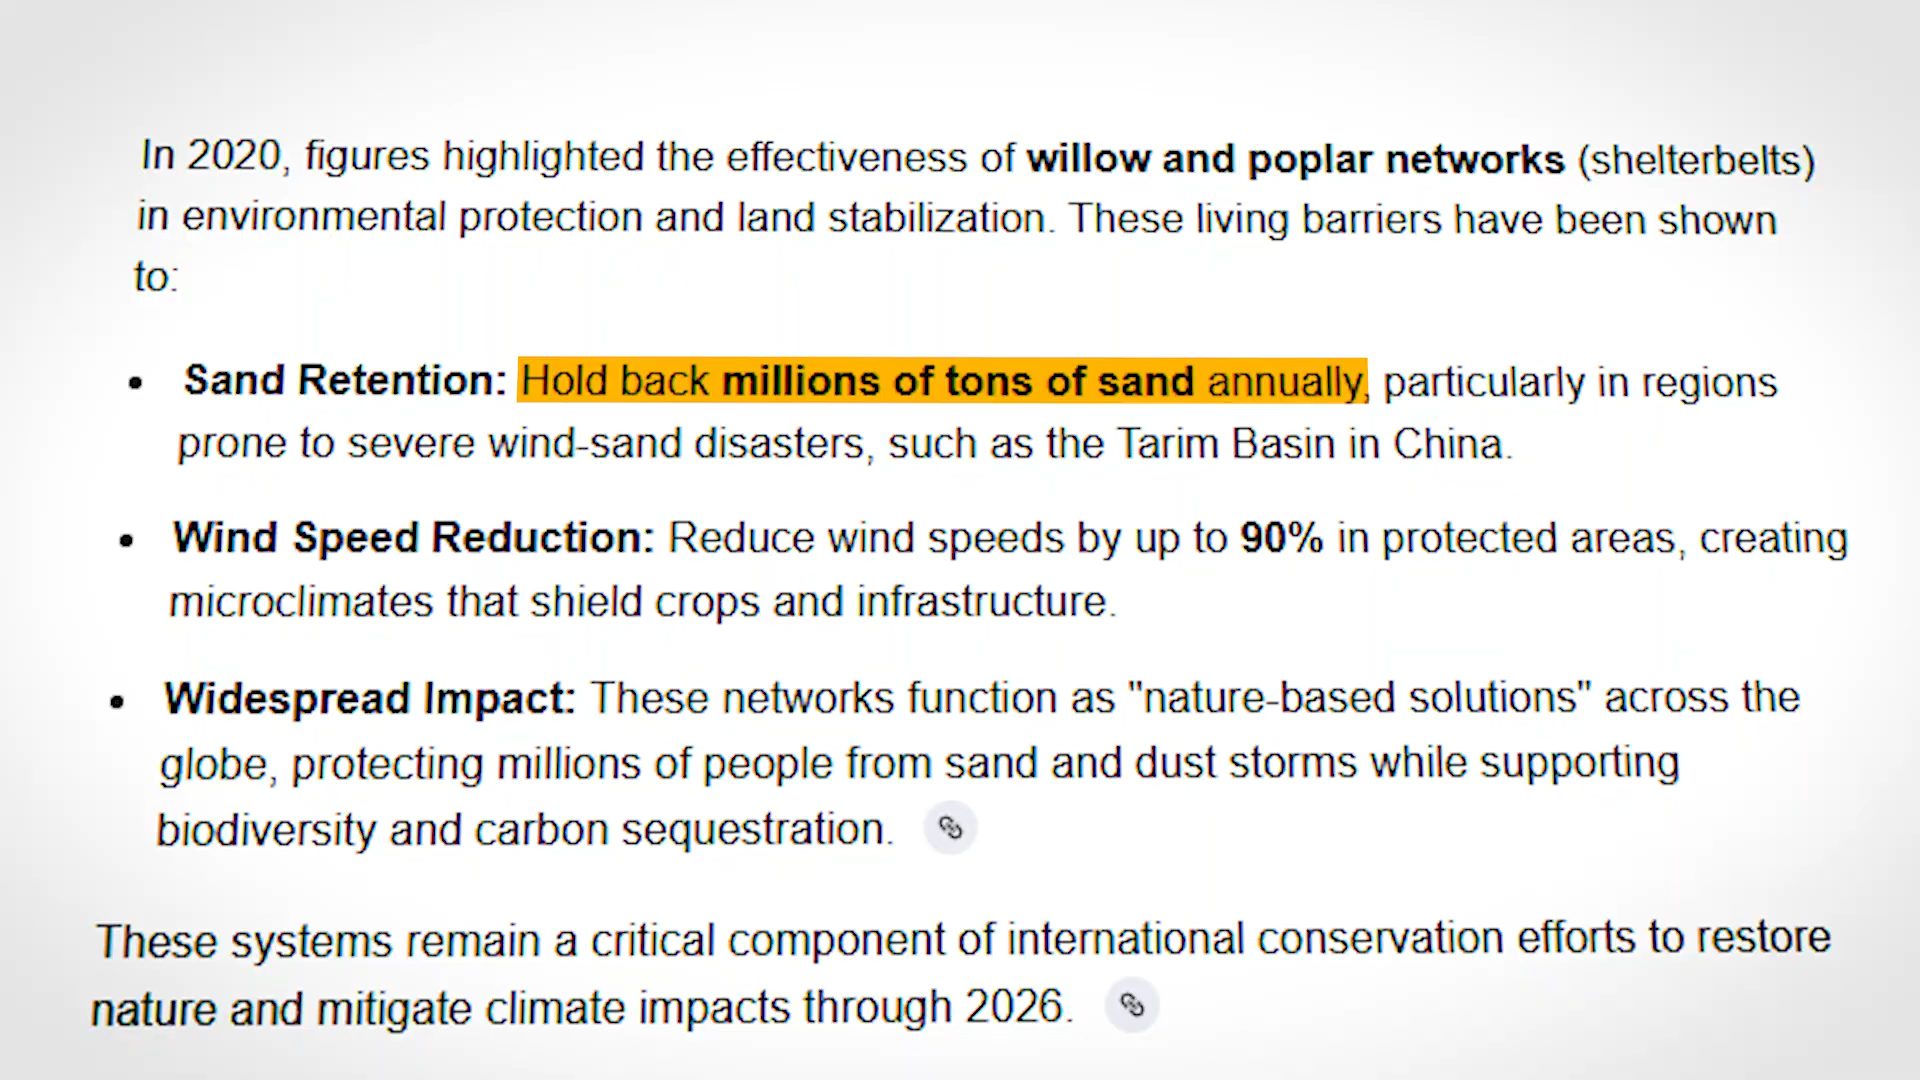 In 2020, figures highlighted the effectiveness of willow and poplar networks (shelterbelts)
in environmental protection and land stabilization. These living barriers have been shown
to:
• Sand Retention: Hold back millions of tons of sand annually, particularly in regions
prone to severe wind-sand disasters, such as the Tarim Basin in China.
• Wind Speed Reduction: Reduce wind speeds by up to 90% in protected areas, creating
microclimates that shield crops and infrastructure.
• Widespread Impact: These networks function as "nature-based solutions" across the
globe, protecting millions of people from sand and dust storms while supporting
biodiversity and carbon sequestration.
These systems remain a critical component of international conservation efforts to restore
nature and mitigate climate impacts through 2026.